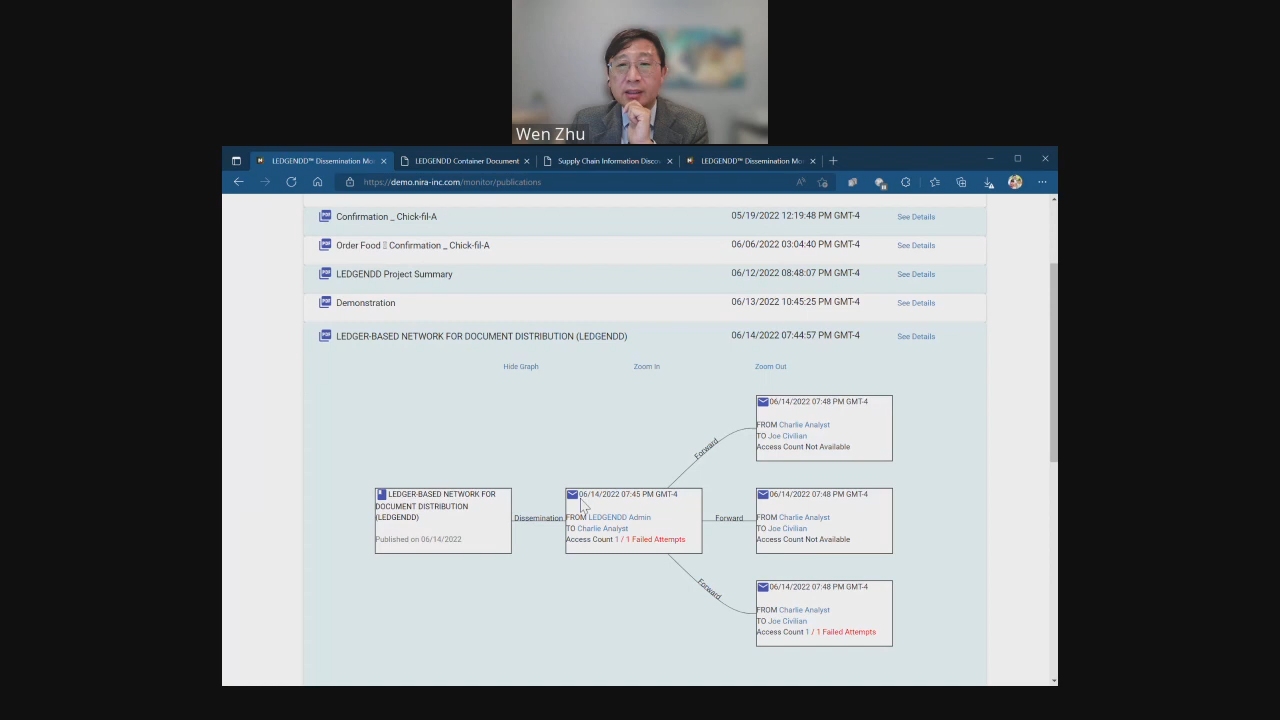 Wen Zhu
LEDGENDD™ Dissemination Mo
LEDGENDD Container Document
Supply Chain Information Disco
LEDGENDD™ Dissemination Mo
https://demo.nira-inc.com/monitor/publications
Confirmation _ Chick-fil-A 05/19/2022 12:19:48 PM GMT-4 See Details
Order Food ▯ Confirmation _ Chick-fil-A 06/06/2022 03:04:40 PM GMT-4 See Details
LEDGENDD Project Summary 06/12/2022 08:48:07 PM GMT-4 See Details
Demonstration 06/13/2022 10:45:25 PM GMT-4 See Details
LEDGER-BASED NETWORK FOR DOCUMENT DISTRIBUTION (LEDGENDD) 06/14/2022 07:44:57 PM GMT-4 See Details
Hide Graph Zoom In Zoom Out
06/14/2022 07:48 PM GMT-4
FROM Charlie Analyst
TO Joe Civilian
Access Count Not Available
Forward
LEDGER-BASED NETWORK FOR
DOCUMENT DISTRIBUTION
(LEDGENDD)
Published on 06/14/2022
Dissemination
06/14/2022 07:45 PM GMT-4
FROM LEDGENDD Admin
TO Charlie Analyst
Access Count 1 / 1 Failed Attempts
Forward
06/14/2022 07:48 PM GMT-4
FROM Charlie Analyst
TO Joe Civilian
Access Count Not Available
Forward
06/14/2022 07:48 PM GMT-4
FROM Charlie Analyst
TO Joe Civilian
Access Count 1 / 1 Failed Attempts